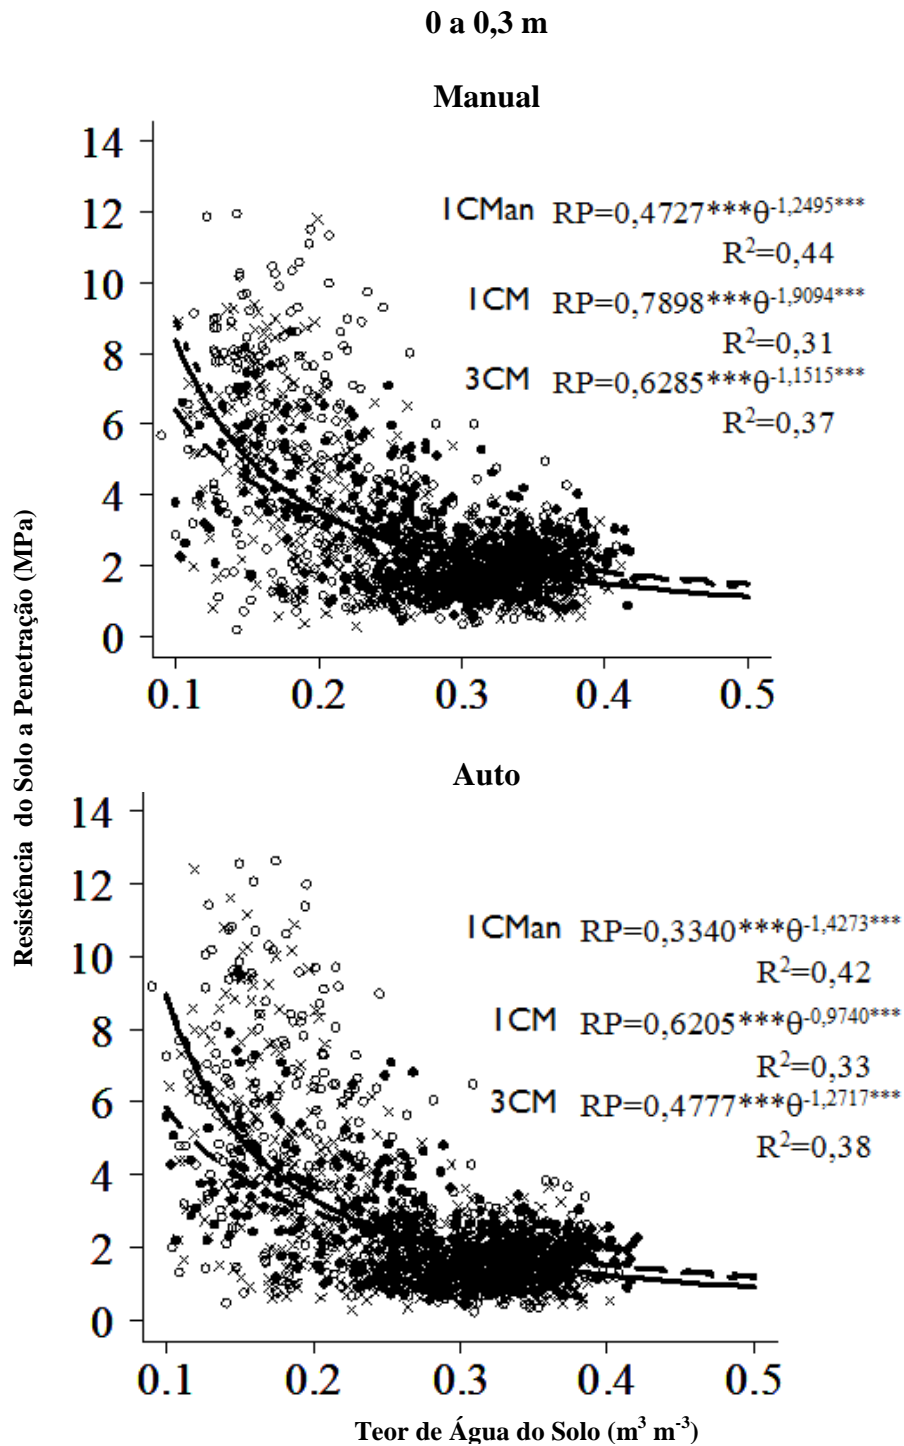 0 a 0,3 m
Resistência do Solo a Penetração (MPa)
Manual
14
12
10
8
6
4
2
0
1CMan RP=0,4727***θ^-1,2495***
R²=0,44
1CM RP=0,7898***θ^-1,9094***
R²=0,31
3CM RP=0,6285***θ^-1,1515***
R²=0,37
0.1 0.2 0.3 0.4 0.5
Auto
14
12
10
8
6
4
2
0
1CMan RP=0,3340***θ^-1,4273***
R²=0,42
1CM RP=0,6205***θ^-0,9740***
R²=0,33
3CM RP=0,4777***θ^-1,2717***
R²=0,38
0.1 0.2 0.3 0.4 0.5
Teor de Água do Solo (m³ m⁻³)